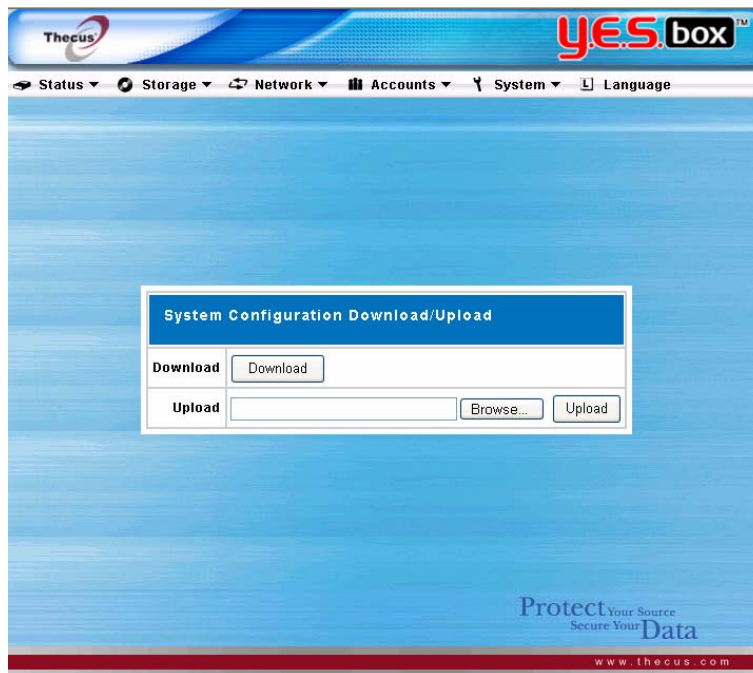 Thecus
Y.E.S.box™
Status Storage Network Accounts System L Language
System Configuration Download/Upload
Download Download
Upload Browse... Upload
Protect Your Source
Secure Your Data
www.thecus.com